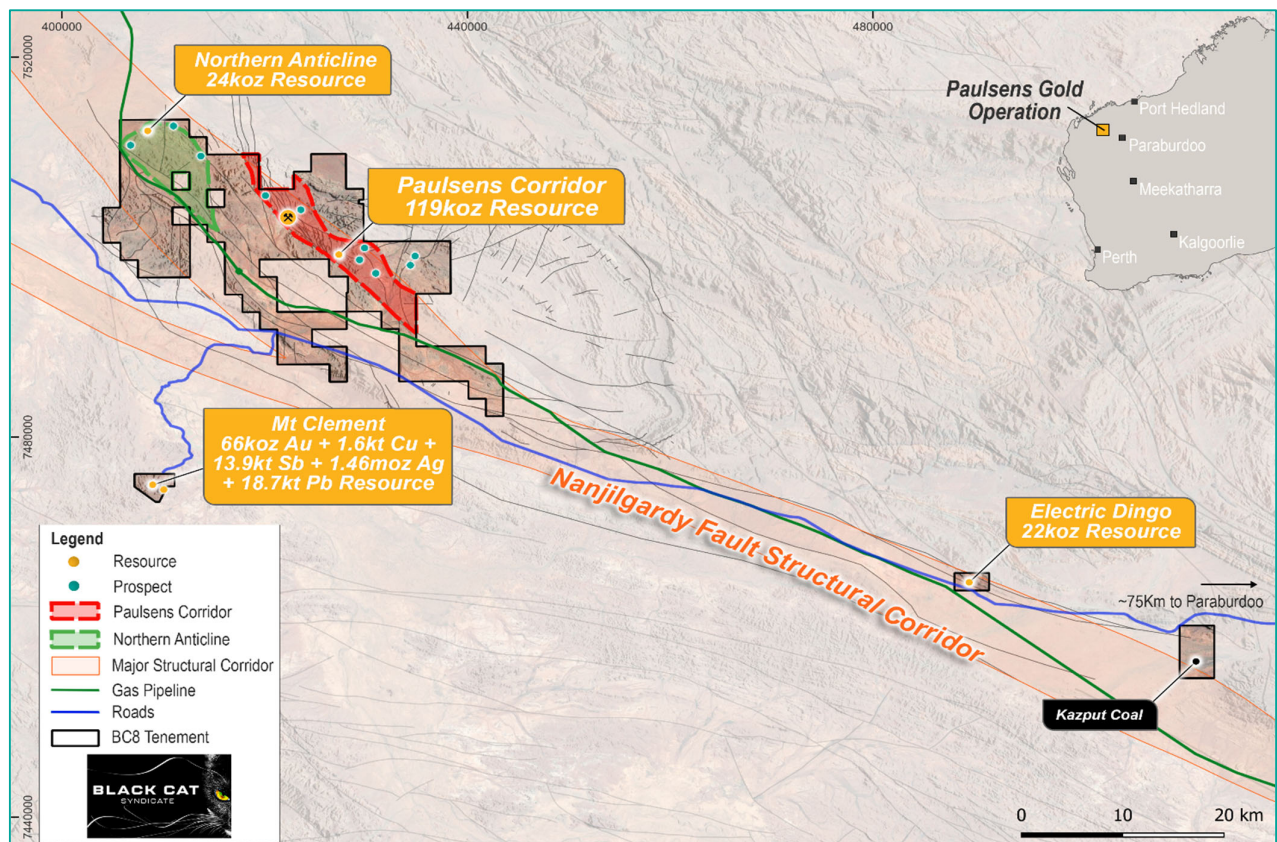 400000
440000
480000
7520000
7480000
7440000
Northern Anticline
24koz Resource
Paulsens Corridor
119koz Resource
Paulsens Gold
Operation
Port Hedland
Paraburdoo
Meekatharra
Kalgoorlie
Perth
Mt Clement
66koz Au + 1.6kt Cu +
13.9kt Sb + 1.46moz Ag
+ 18.7kt Pb Resource
Nanjilgardy Fault Structural Corridor
Electric Dingo
22koz Resource
~75Km to Paraburdoo
Kazput Coal
Legend
Resource
Prospect
Paulsens Corridor
Northern Anticline
Major Structural Corridor
Gas Pipeline
Roads
BC8 Tenement
BLACK CAT
SYNDICATE
0 10 20 km